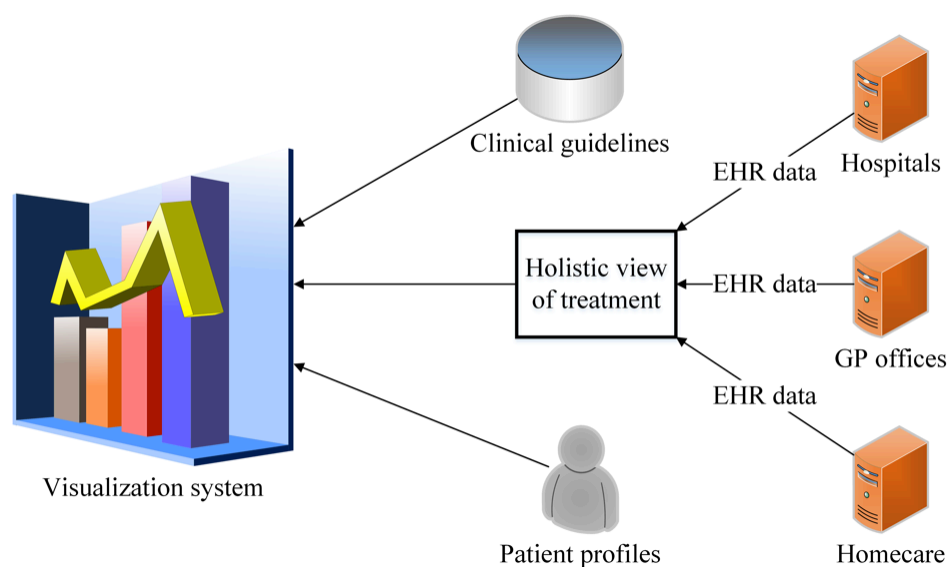 Clinical guidelines
EHR data
Hospitals
Holistic view
of treatment
EHR data
GP offices
EHR data
Visualization system
Patient profiles
Homecare